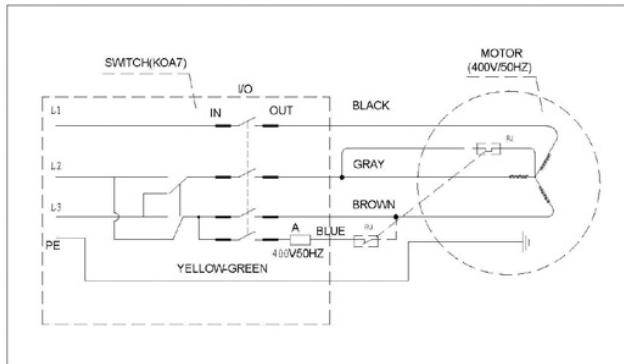 MOTOR
(400V/50HZ)
SWITCH(KOA7)
I/O
L1
IN
OUT
BLACK
L2
GRAY
L3
BROWN
A
BLUE
PE
400V50HZ
YELLOW-GREEN